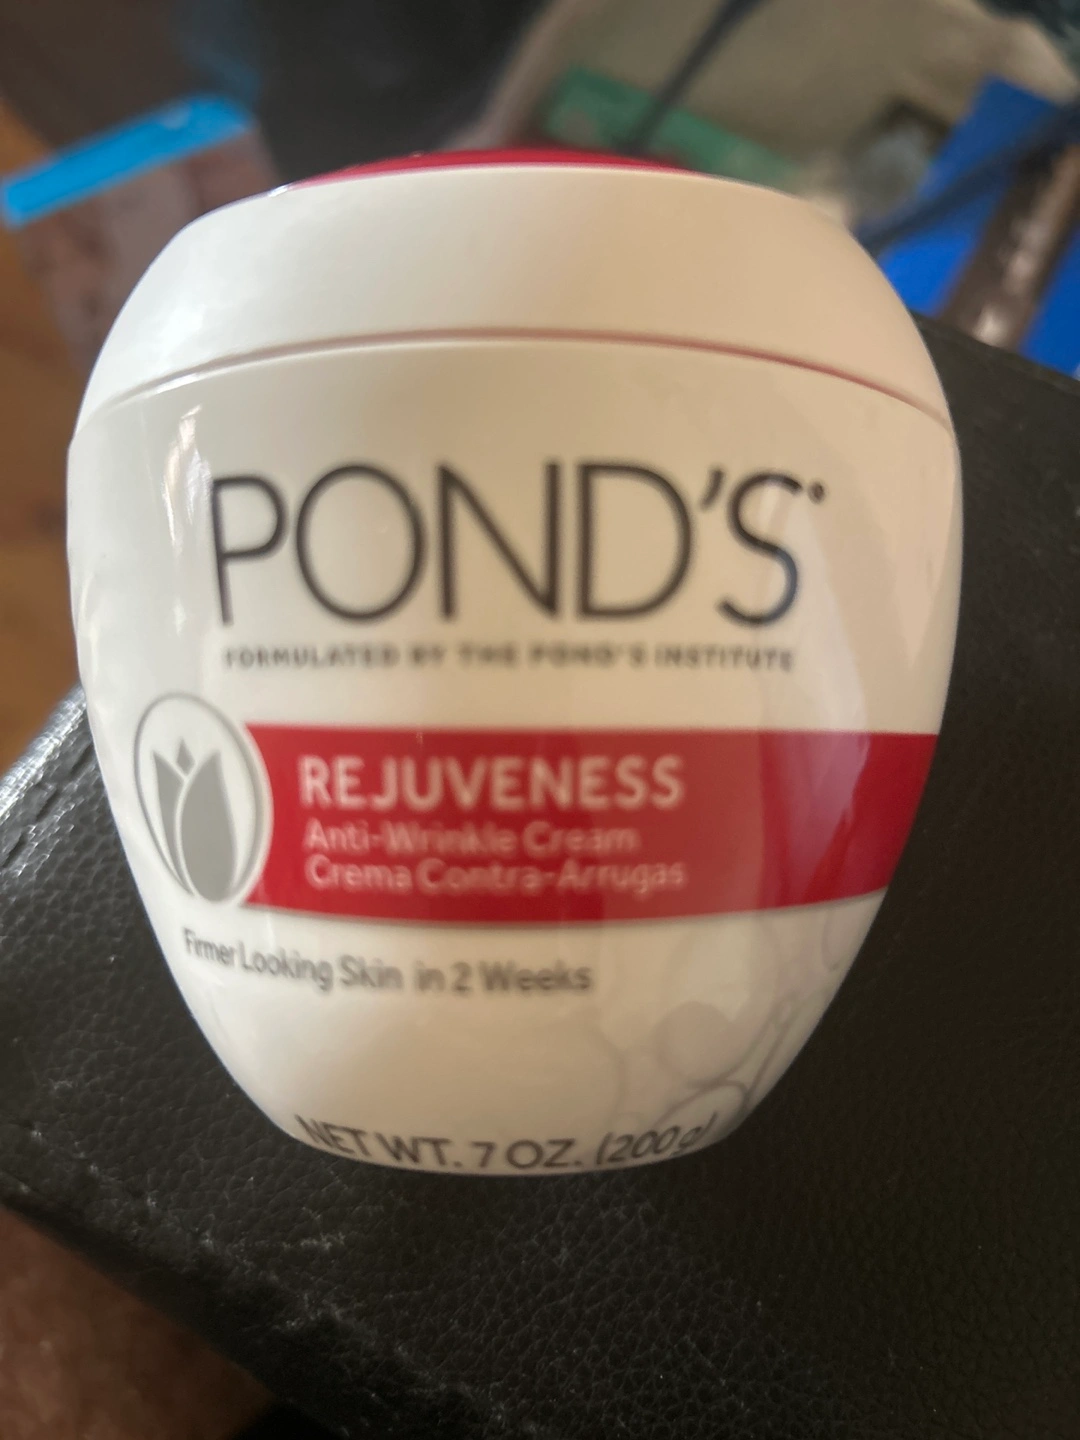 POND'S
FORMULATED BY THE POND'S INSTITUTE
REJUVENESS
Anti-Wrinkle Cream
Crema Contra-Arrugas
Firmer Looking Skin in 2 Weeks
NET WT. 7 OZ. (200 g)